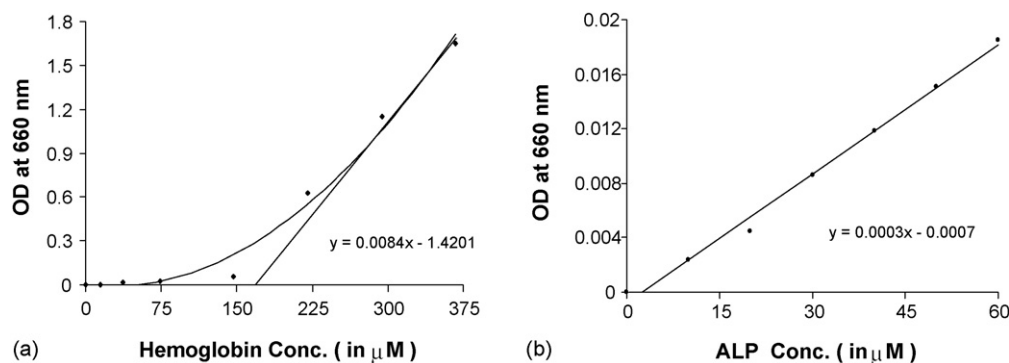 1.8
1.5
1.2
0.9
0.6
0.3
0
OD at 660 nm
y = 0.0084x - 1.4201
0 75 150 225 300 375
(a) Hemoglobin Conc. ( in μM )
0.02
0.016
0.012
0.008
0.004
0
OD at 660 nm
y = 0.0003x - 0.0007
0 15 30 45 60
(b) ALP Conc. ( in μM )